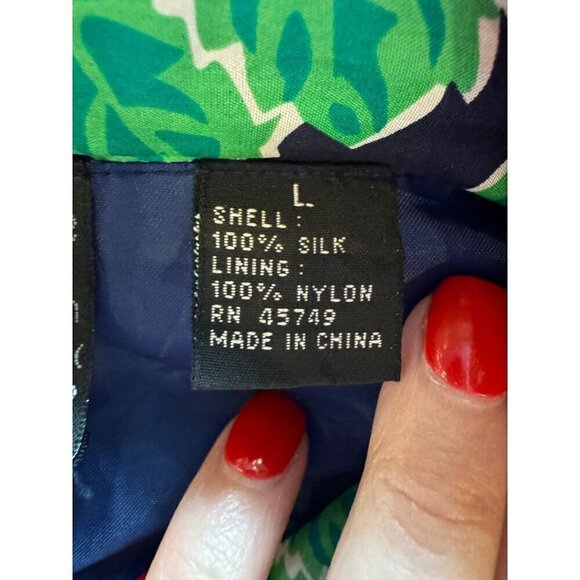 L
SHELL :
100% SILK
LINING :
100% NYLON
RN 45749
MADE IN CHINA